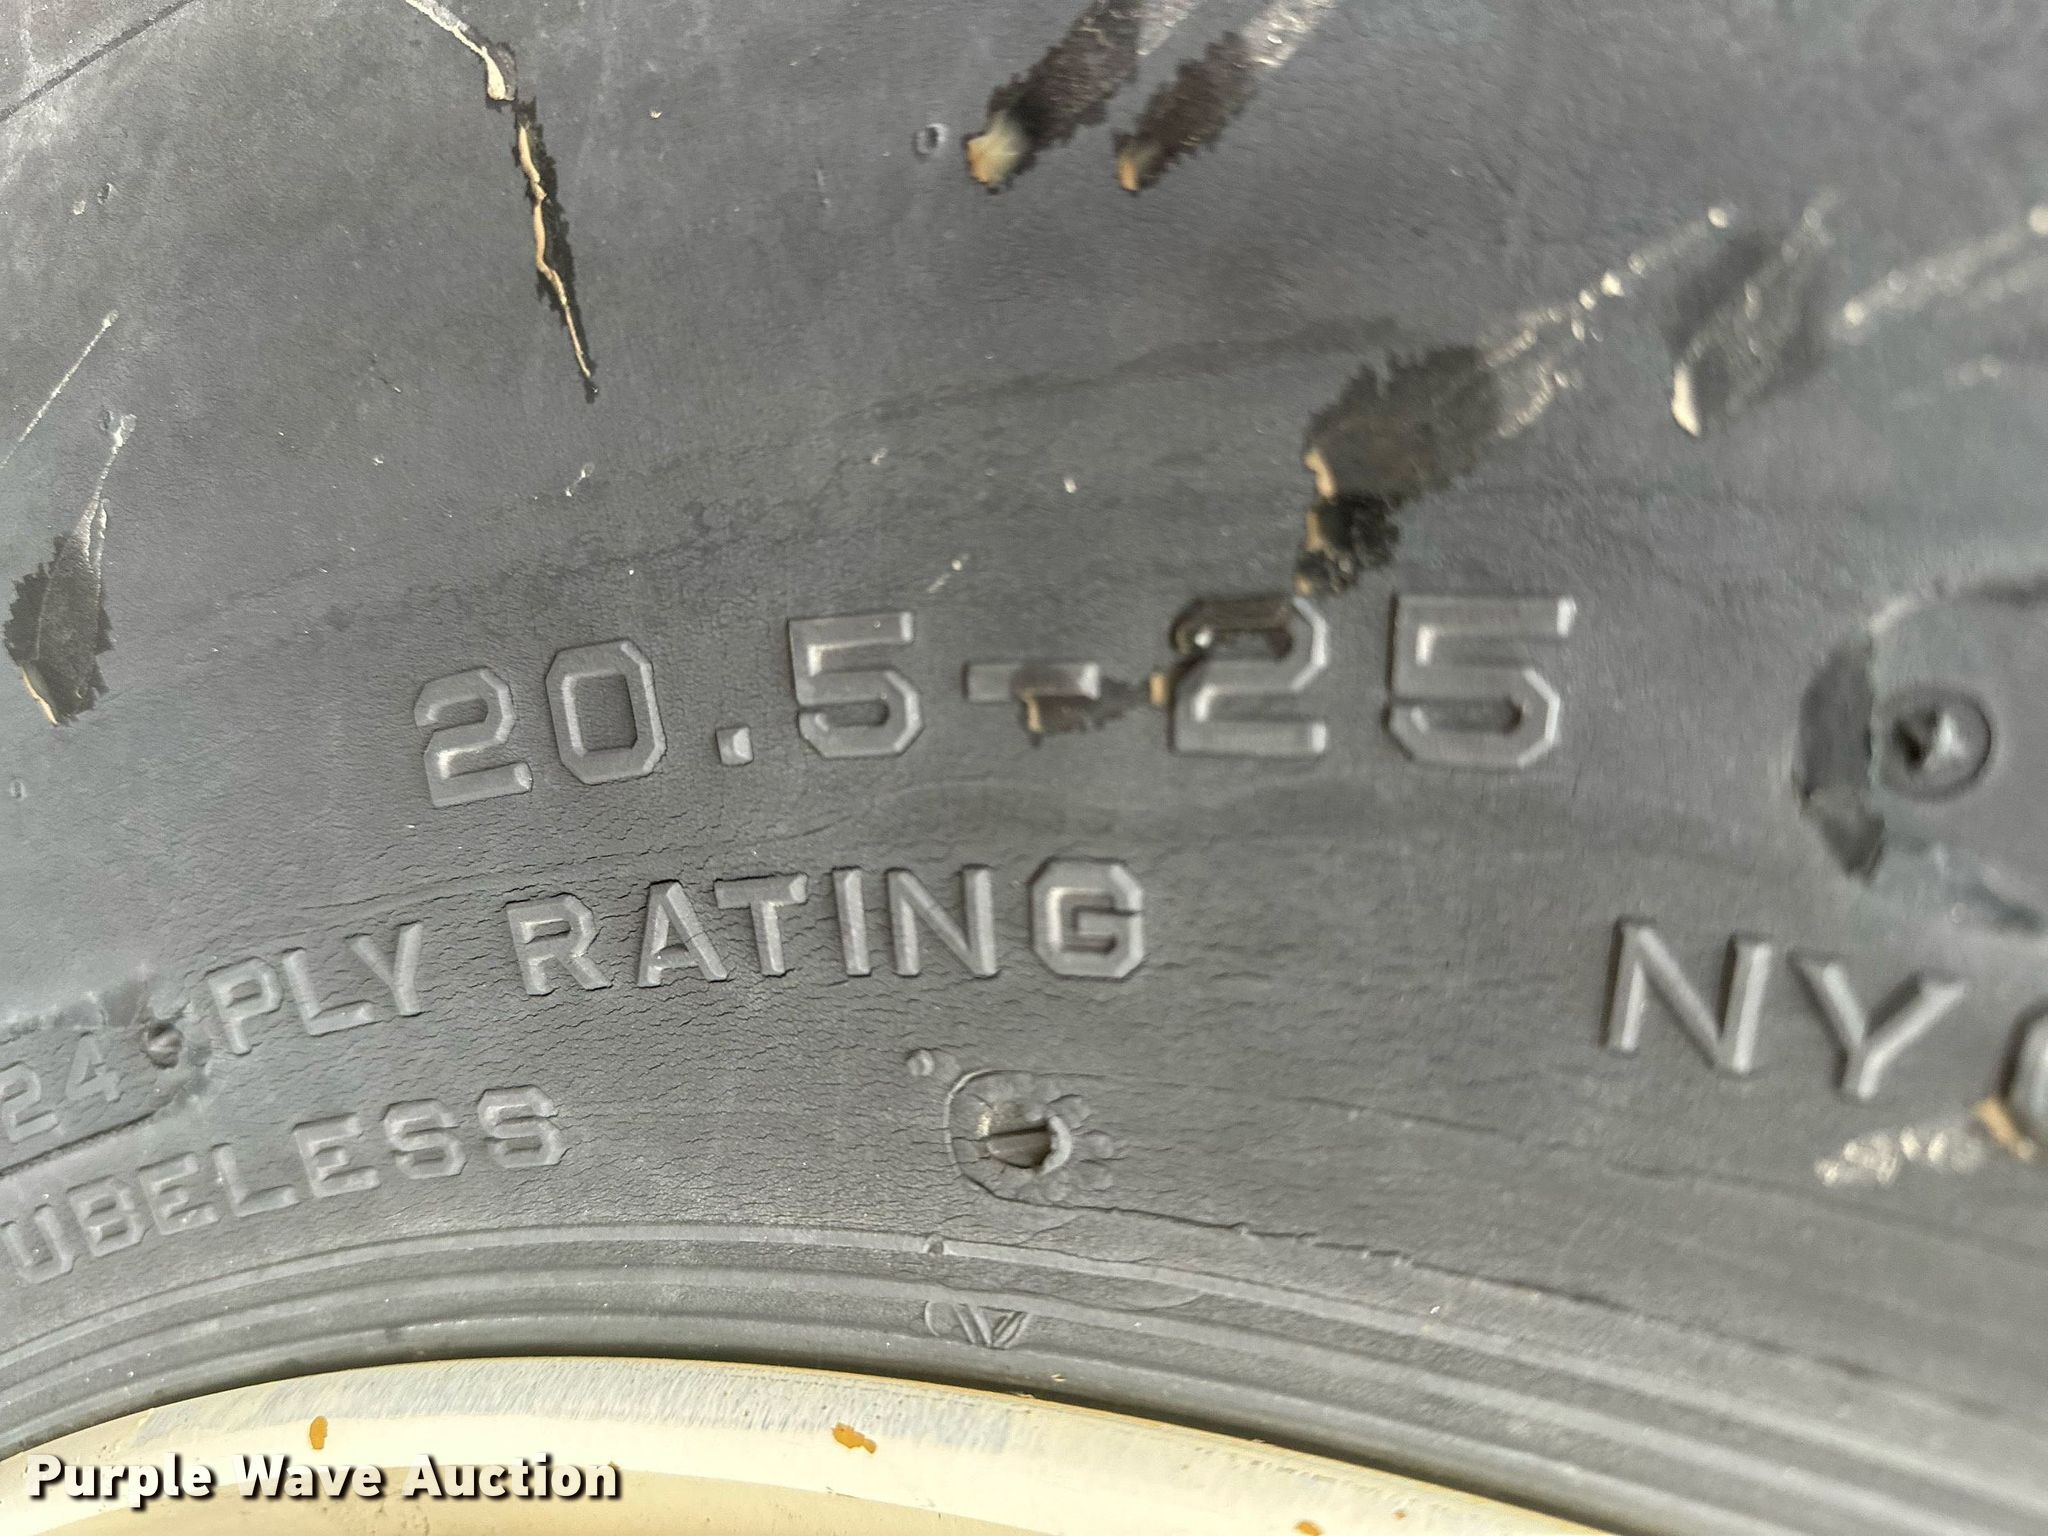 20.5-25
24 PLY RATING
UBELESS
NY
Purple Wave Auction